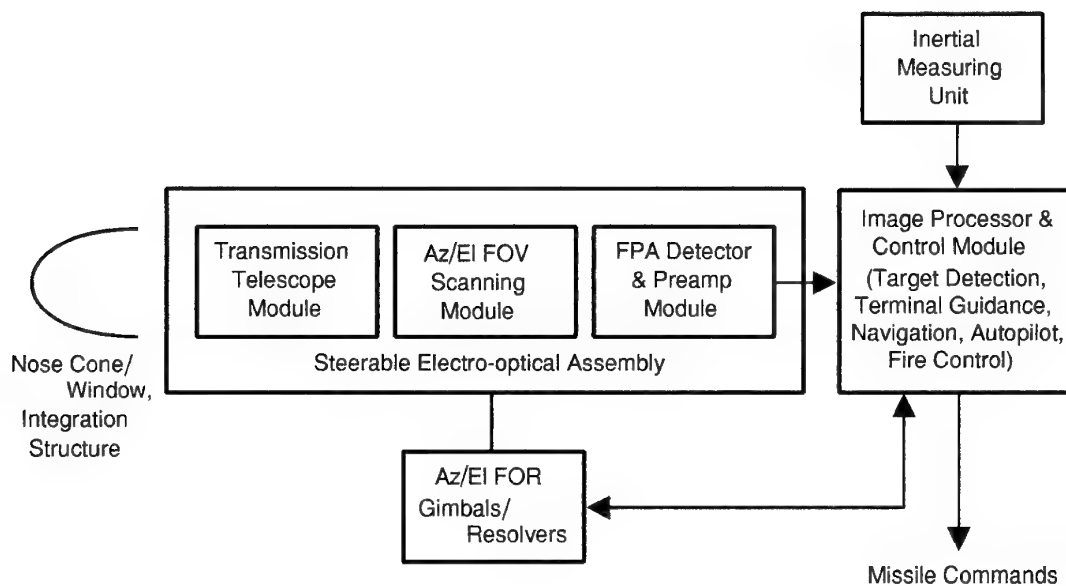 Inertial
Measuring
Unit
Transmission
Telescope
Module
Az/El FOV
Scanning
Module
FPA Detector
& Preamp
Module
Steerable Electro-optical Assembly
Image Processor &
Control Module
(Target Detection,
Terminal Guidance,
Navigation, Autopilot,
Fire Control)
Nose Cone/
Window,
Integration
Structure
Az/El FOR
Gimbals/
Resolvers
Missile Commands